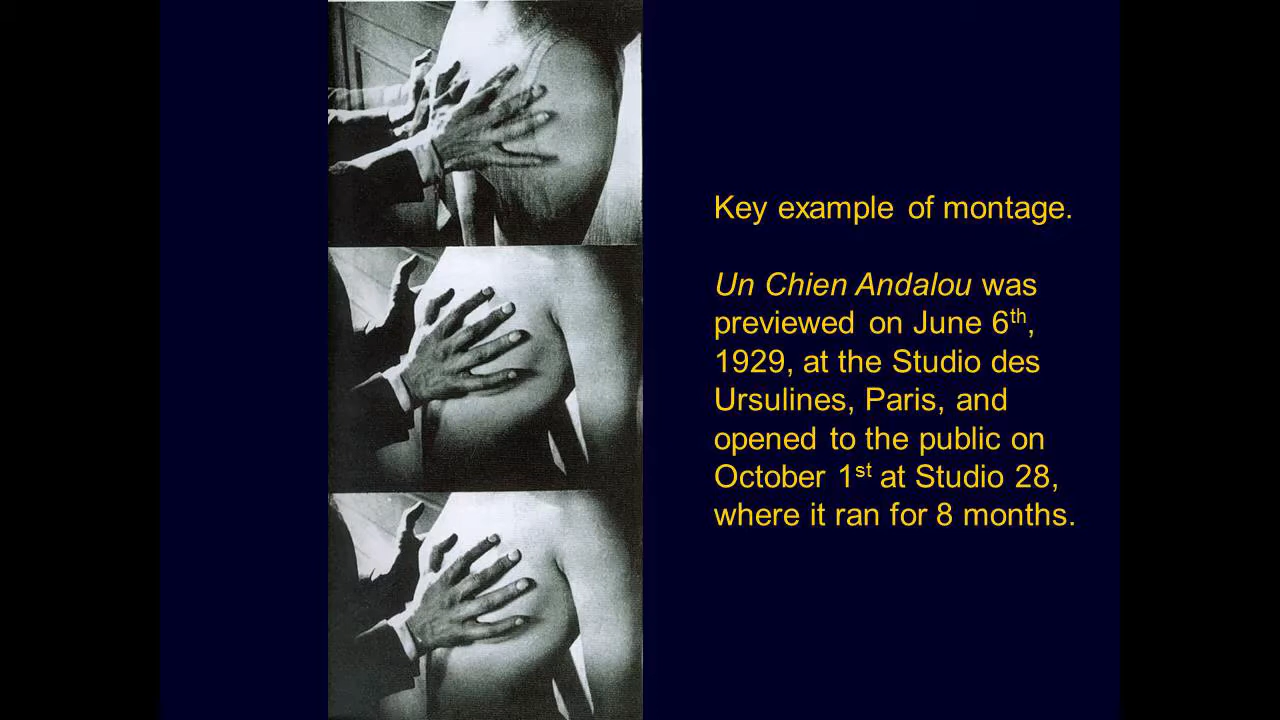 Key example of montage.
Un Chien Andalou was
previewed on June 6th,
1929, at the Studio des
Ursulines, Paris, and
opened to the public on
October 1st at Studio 28,
where it ran for 8 months.